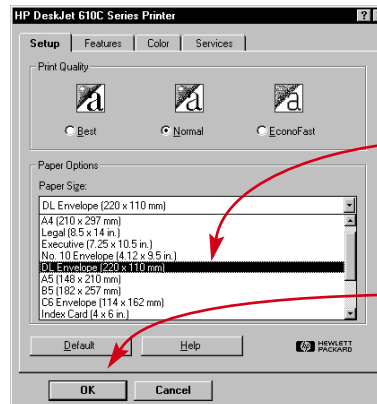 HP DeskJet 610C Series Printer
Setup Features Color Services
Print Quality
a a a
Best Normal EconoFast
Paper Options
Paper Size:
DL Envelope (220 x 110 mm)
A4 (210 x 297 mm)
Legal (8.5 x 14 in.)
Executive (7.25 x 10.5 in.)
No. 10 Envelope (4.12 x 9.5 in.)
DL Envelope (220 x 110 mm)
A5 (148 x 210 mm)
B5 (182 x 257 mm)
C6 Envelope (114 x 162 mm)
Index Card (4 x 6 in.)
Default Help hp HEWLETT
PACKARD
OK Cancel